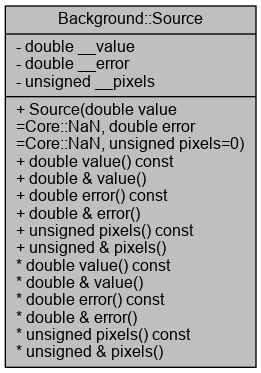 Background::Source
- double __value
- double __error
- unsigned __pixels
+ Source(double value
=Core::NaN, double error
=Core::NaN, unsigned pixels=0)
+ double value() const
+ double & value()
+ double error() const
+ double & error()
+ unsigned pixels() const
+ unsigned & pixels()
* double value() const
* double & value()
* double error() const
* double & error()
* unsigned pixels() const
* unsigned & pixels()